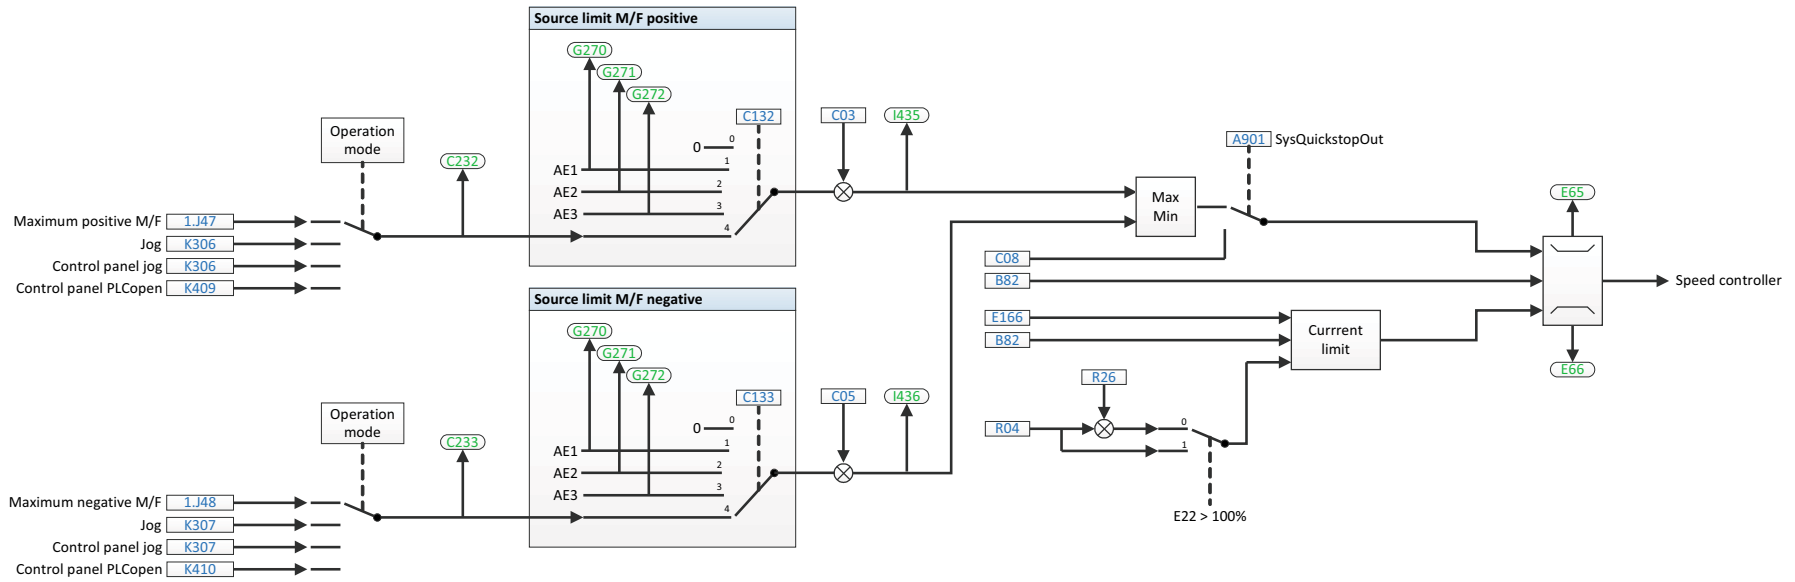 Source limit M/F positive
G270
G271
G272
C132
C03
I435
Operation
mode
C232
0
0
1
AE1
2
AE2
3
AE3
4
A901 SysQuickstopOut
Max
Min
E65
Maximum positive M/F 1.J47
Jog K306
Control panel jog K306
Control panel PLCopen K409
C08
B82
Speed controller
Source limit M/F negative
G270
G271
G272
C133
C05
I436
E166
B82
Currrent
limit
E66
R26
R04
0
1
E22 > 100%
Operation
mode
C233
0
0
1
AE1
2
AE2
3
AE3
4
Maximum negative M/F 1.J48
Jog K307
Control panel jog K307
Control panel PLCopen K410